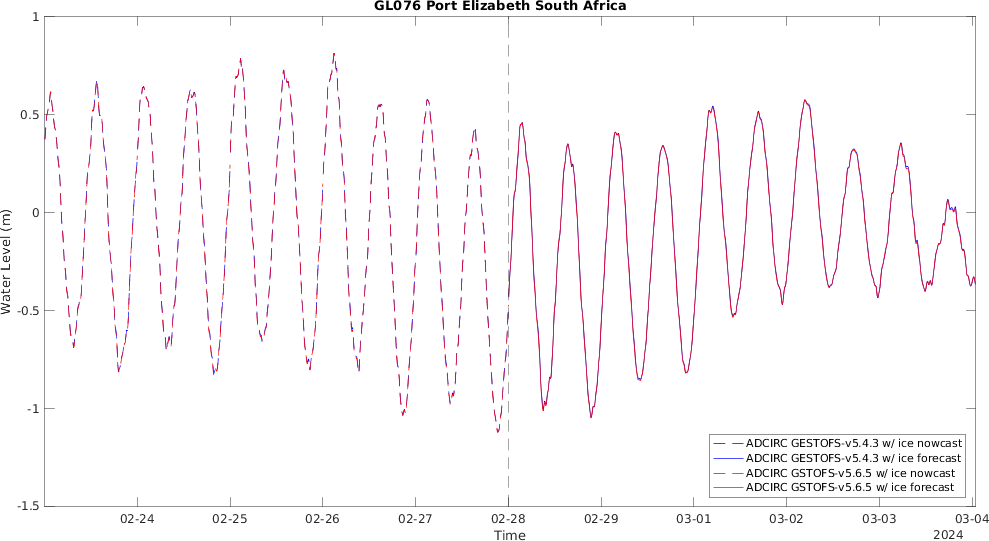 GL076 Port Elizabeth South Africa
1
0.5
0
-0.5
-1
-1.5
Water Level (m)
ADCIRC GESTOFS-v5.4.3 w/ ice nowcast
ADCIRC GESTOFS-v5.4.3 w/ ice forecast
ADCIRC GSTOFS-v5.6.5 w/ ice nowcast
ADCIRC GSTOFS-v5.6.5 w/ ice forecast
02-24 02-25 02-26 02-27 02-28 02-29 03-01 03-02 03-03 03-04
Time
2024